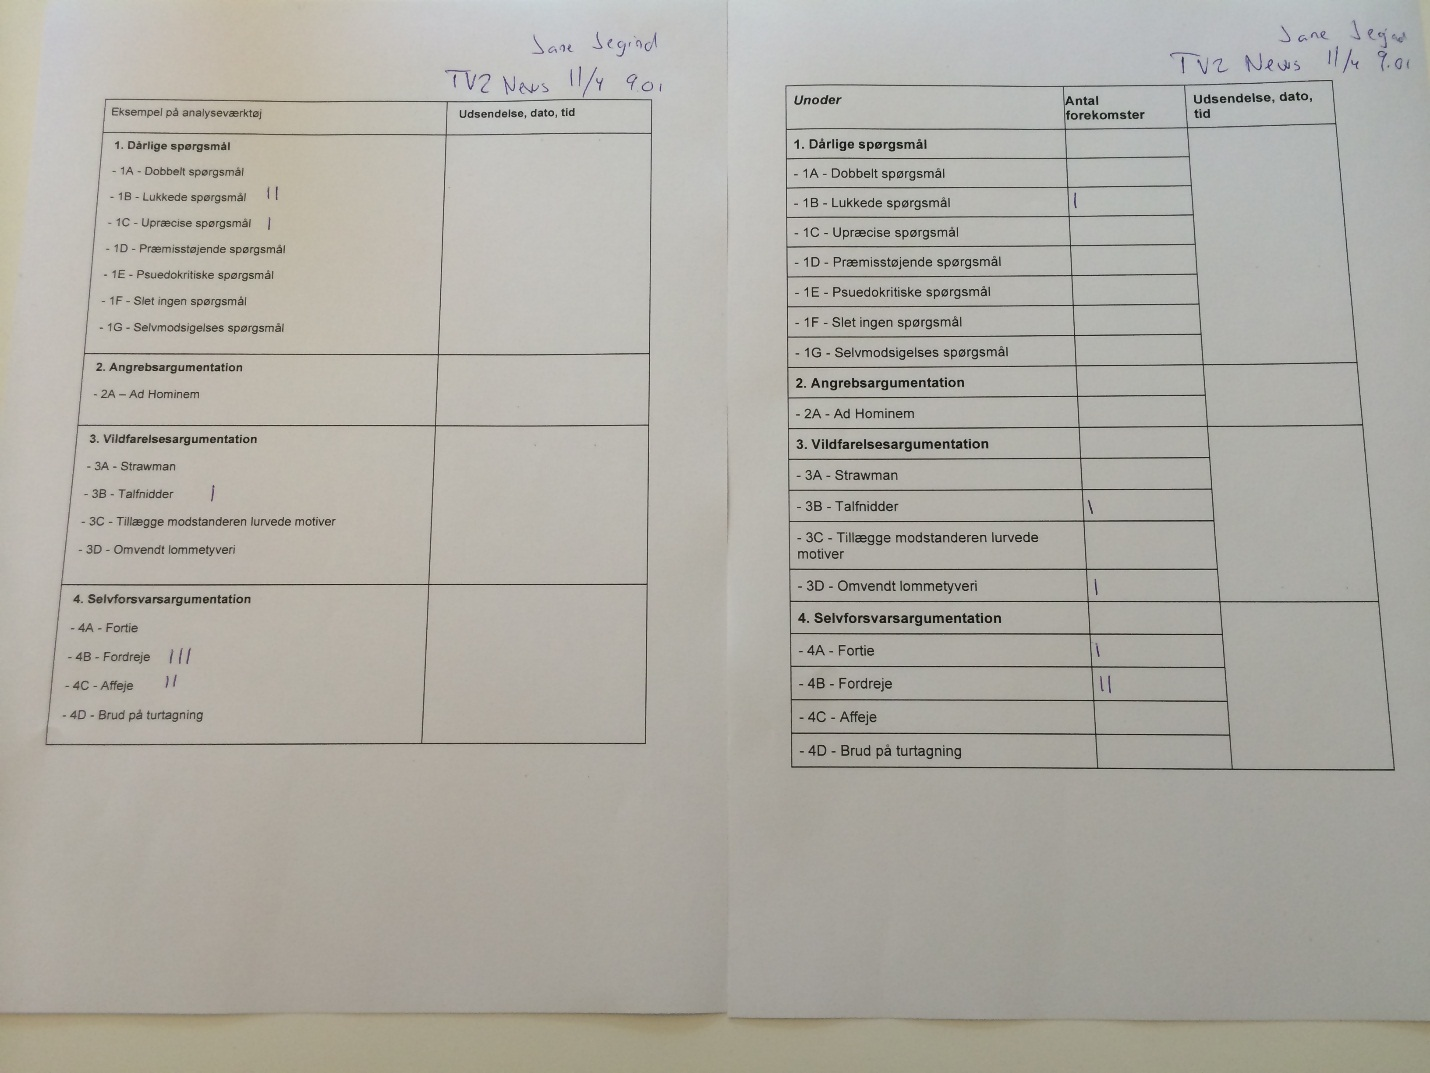 Jane Jegind
TV2 News 11/4 9.01
Eksempel på analyseværktøj Udsendelse, dato, tid
1. Dårlige spørgsmål
- 1A - Dobbelt spørgsmål
- 1B - Lukkede spørgsmål ||
- 1C - Upræcise spørgsmål |
- 1D - Præmisstøjende spørgsmål
- 1E - Psuedokritiske spørgsmål
- 1F - Slet ingen spørgsmål
- 1G - Selvmodsigelses spørgsmål
2. Angrebsargumentation
- 2A – Ad Hominem
3. Vildfarelsesargumentation
- 3A - Strawman
- 3B - Talfnidder |
- 3C - Tillægge modstanderen lurvede motiver
- 3D - Omvendt lommetyveri
4. Selvforsvarsargumentation
- 4A - Fortie
- 4B - Fordreje |||
- 4C - Affeje ||
- 4D - Brud på turtagning
Jane Jegind
TV2 News 11/4 9.01
Unoder Antal forekomster Udsendelse, dato, tid
1. Dårlige spørgsmål
- 1A - Dobbelt spørgsmål
- 1B - Lukkede spørgsmål |
- 1C - Upræcise spørgsmål
- 1D - Præmisstøjende spørgsmål
- 1E - Psuedokritiske spørgsmål
- 1F - Slet ingen spørgsmål
- 1G - Selvmodsigelses spørgsmål
2. Angrebsargumentation
- 2A - Ad Hominem
3. Vildfarelsesargumentation
- 3A - Strawman
- 3B - Talfnidder |
- 3C - Tillægge modstanderen lurvede
motiver
- 3D - Omvendt lommetyveri |
4. Selvforsvarsargumentation
- 4A - Fortie |
- 4B - Fordreje ||
- 4C - Affeje
- 4D - Brud på turtagning